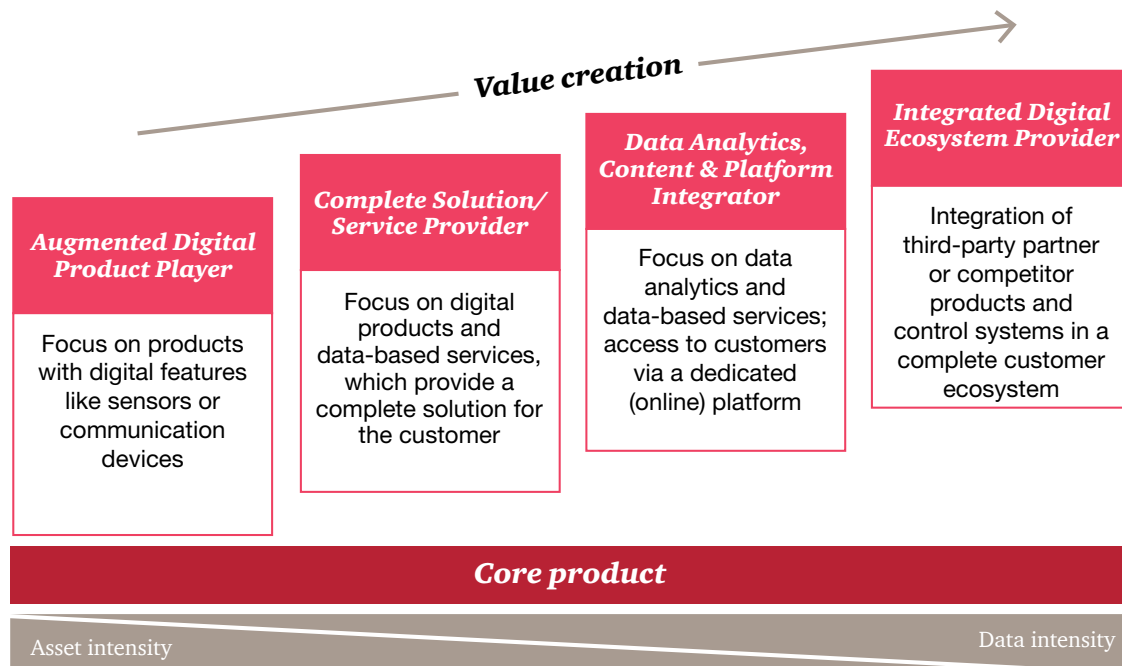 Value creation
Augmented Digital
Product Player
Focus on products
with digital features
like sensors or
communication
devices
Complete Solution/
Service Provider
Focus on digital
products and
data-based services,
which provide a
complete solution for
the customer
Data Analytics,
Content & Platform
Integrator
Focus on data
analytics and
data-based services;
access to customers
via a dedicated
(online) platform
Integrated Digital
Ecosystem Provider
Integration of
third-party partner
or competitor
products and
control systems in a
complete customer
ecosystem
Core product
Asset intensity
Data intensity